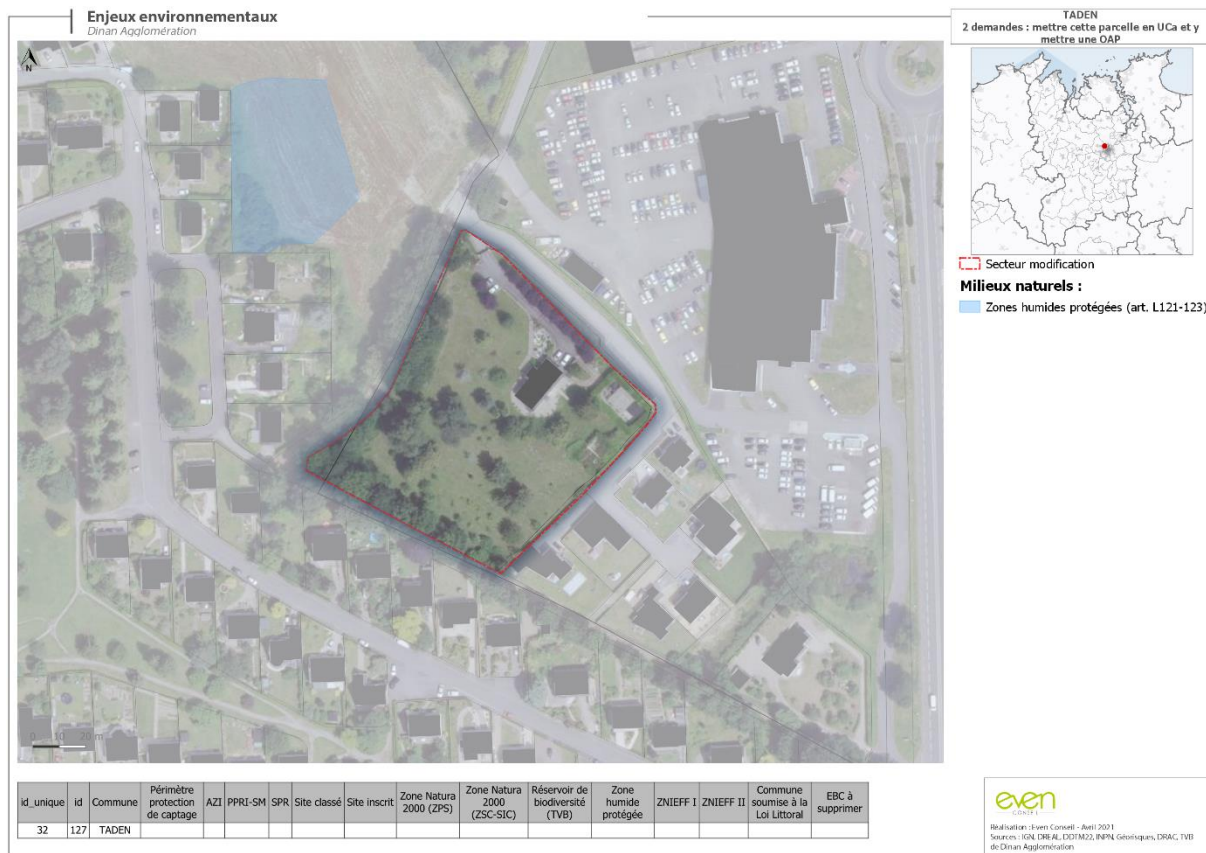 Enjeux environnementaux
Dinan Agglomération
TADEN
2 demandes : mettre cette parcelle en UCa et y
mettre une OAP
N
Secteur modification
Milieux naturels :
Zones humides protégées (art. L121-123)
0 10 20 m
id_unique id Commune Périmètre protection de captage AZI PPRI-SM SPR Site classé Site inscrit Zone Natura 2000 (ZPS) Zone Natura 2000 (ZSC-SIC) Réservoir de biodiversité (TVB) Zone humide protégée ZNIEFF I ZNIEFF II Commune soumise à la Loi Littoral EBC à supprimer
32 127 TADEN
even
CONSEIL
Réalisation : Even Conseil - Avril 2021
Sources : IGN, DREAL, DDTM22, INPN, Géorisques, DRAC, TVB
de Dinan Agglomération